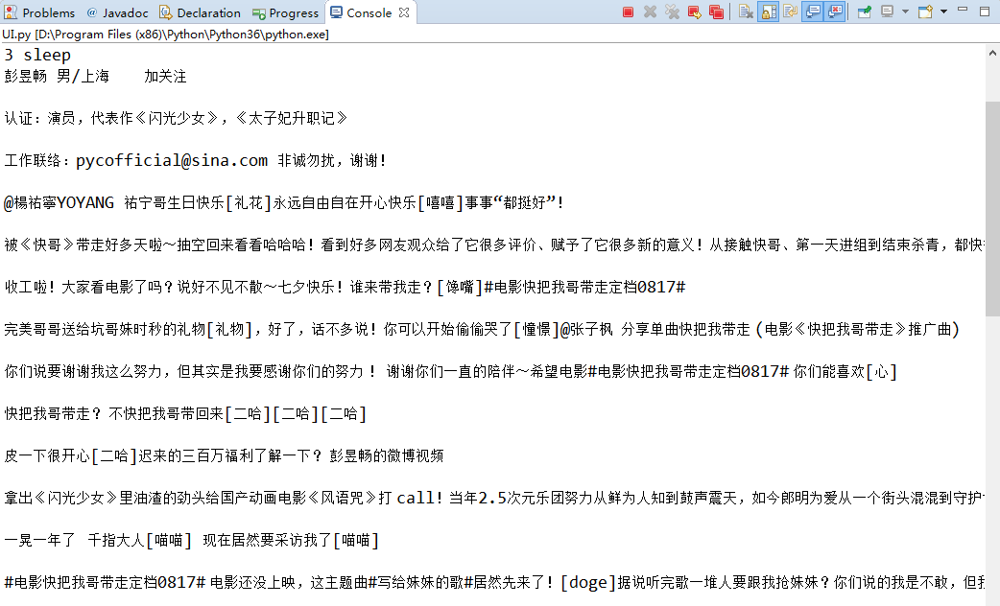 Problems @ Javadoc Declaration Progress Console
UI.py [D:\Program Files (x86)\Python\Python36\python.exe]
3 sleep
彭昱畅 男/上海 加关注
认证：演员，代表作《闪光少女》，《太子妃升职记》
工作联络：pycofficial@sina.com 非诚勿扰，谢谢！
@楊祐寧YOYANG 祐宁哥生日快乐[礼花]永远自由自在开心快乐[嘻嘻]事事“都挺好”！
被《快哥》带走好多天啦～抽空回来看看哈哈哈！看到好多网友观众给了它很多评价、赋予了它很多新的意义！从接触快哥、第一天进组到结束杀青，都快
收工啦！大家看电影了吗？说好不见不散～七夕快乐！谁来带我走？[馋嘴]#电影快把我哥带走定档0817#
完美哥哥送给坑哥妹时秒的礼物[礼物]，好了，话不多说！你可以开始偷偷哭了[憧憬]@张子枫 分享单曲快把我带走 (电影《快把我哥带走》推广曲)
你们说要谢谢我这么努力，但其实是我要感谢你们的努力 ！ 谢谢你们一直的陪伴～希望电影#电影快把我哥带走定档0817# 你们能喜欢[心]
快把我哥带走？ 不快把我哥带回来[二哈][二哈][二哈]
皮一下很开心[二哈]迟来的三百万福利了解一下？ 彭昱畅的微博视频
拿出《闪光少女》里油渣的劲头给国产动画电影《风语咒》打 call！当年2.5次元乐团努力从鲜为人知到鼓声震天，如今郎明为爱从一个街头混混到守护
一晃一年了 千指大人[喵喵] 现在居然要采访我了[喵喵]
#电影快把我哥带走定档0817# 电影还没上映，这主题曲#写给妹妹的歌#居然先来了！[doge]据说听完歌一堆人要跟我抢妹妹？你们说的我是不敢，但我